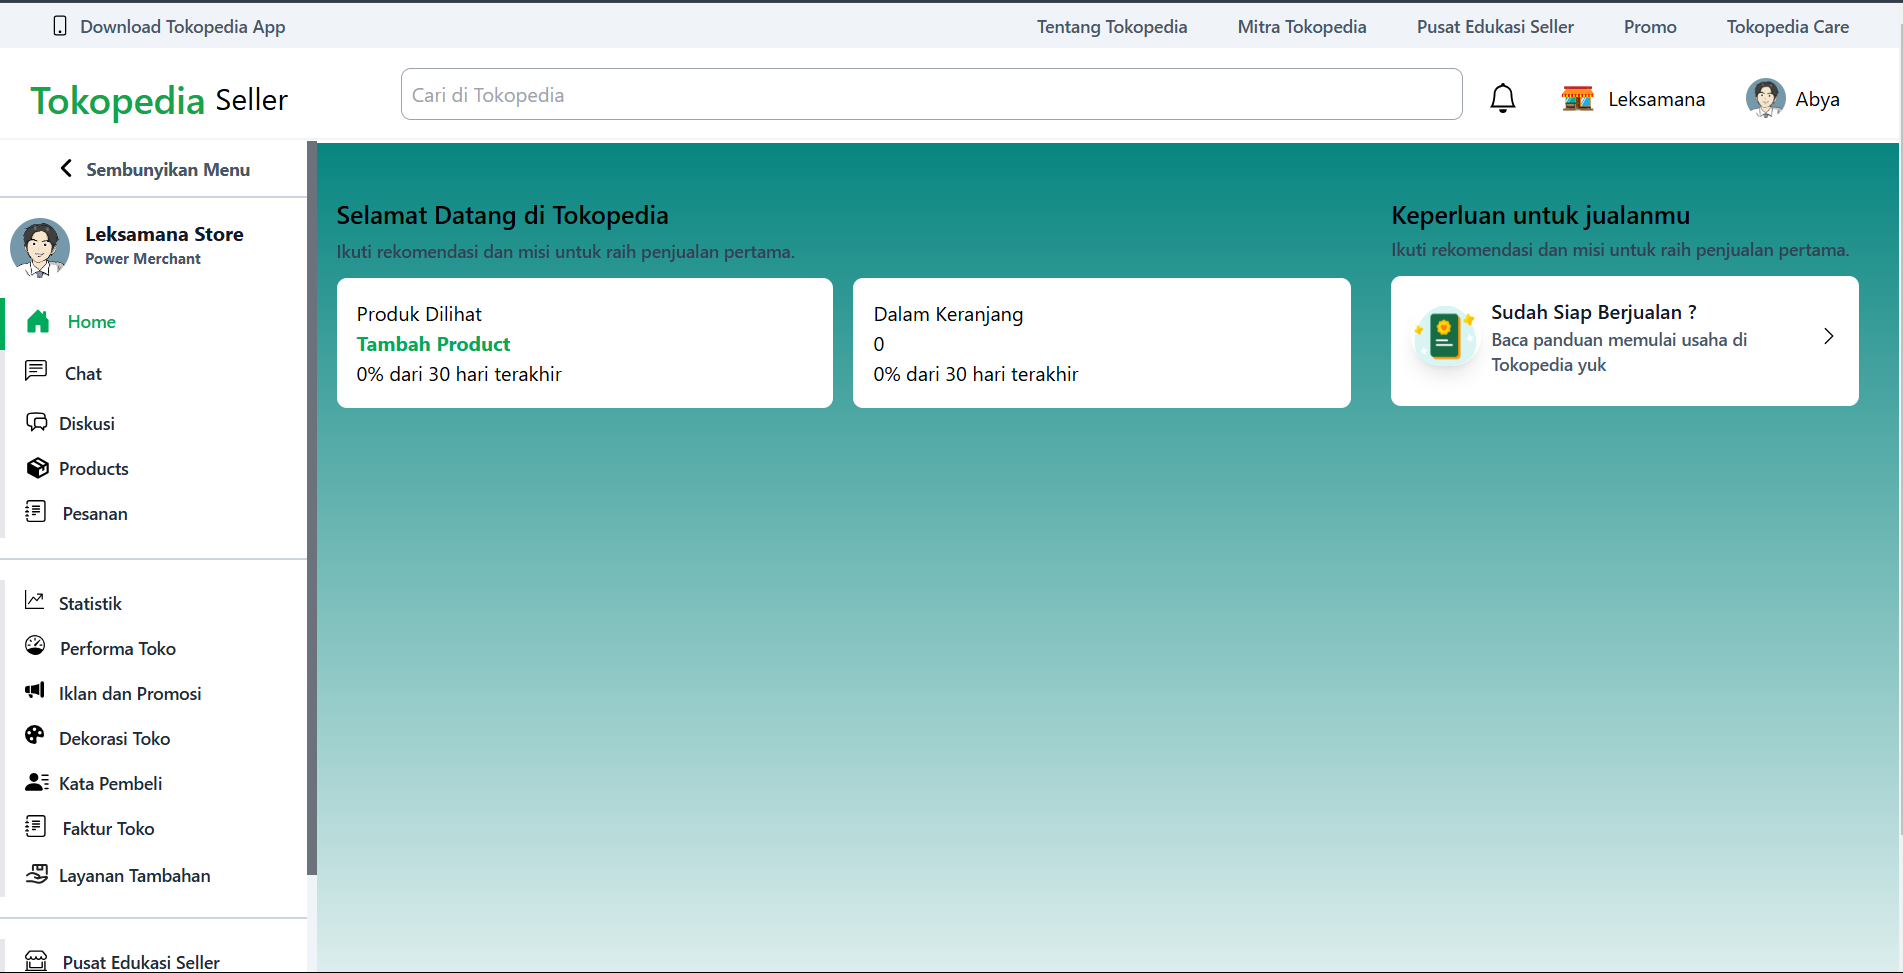 Download Tokopedia App
Tentang Tokopedia
Mitra Tokopedia
Pusat Edukasi Seller
Promo
Tokopedia Care
Tokopedia Seller
Cari di Tokopedia
Leksamana
Abya
Sembunyikan Menu
Leksamana Store
Power Merchant
Home
Chat
Diskusi
Products
Pesanan
Statistik
Performa Toko
Iklan dan Promosi
Dekorasi Toko
Kata Pembeli
Faktur Toko
Layanan Tambahan
Pusat Edukasi Seller
Selamat Datang di Tokopedia
Ikuti rekomendasi dan misi untuk raih penjualan pertama.
Produk Dilihat
Tambah Product
0% dari 30 hari terakhir
Dalam Keranjang
0
0% dari 30 hari terakhir
Keperluan untuk jualanmu
Ikuti rekomendasi dan misi untuk raih penjualan pertama.
Sudah Siap Berjualan ?
Baca panduan memulai usaha di
Tokopedia yuk